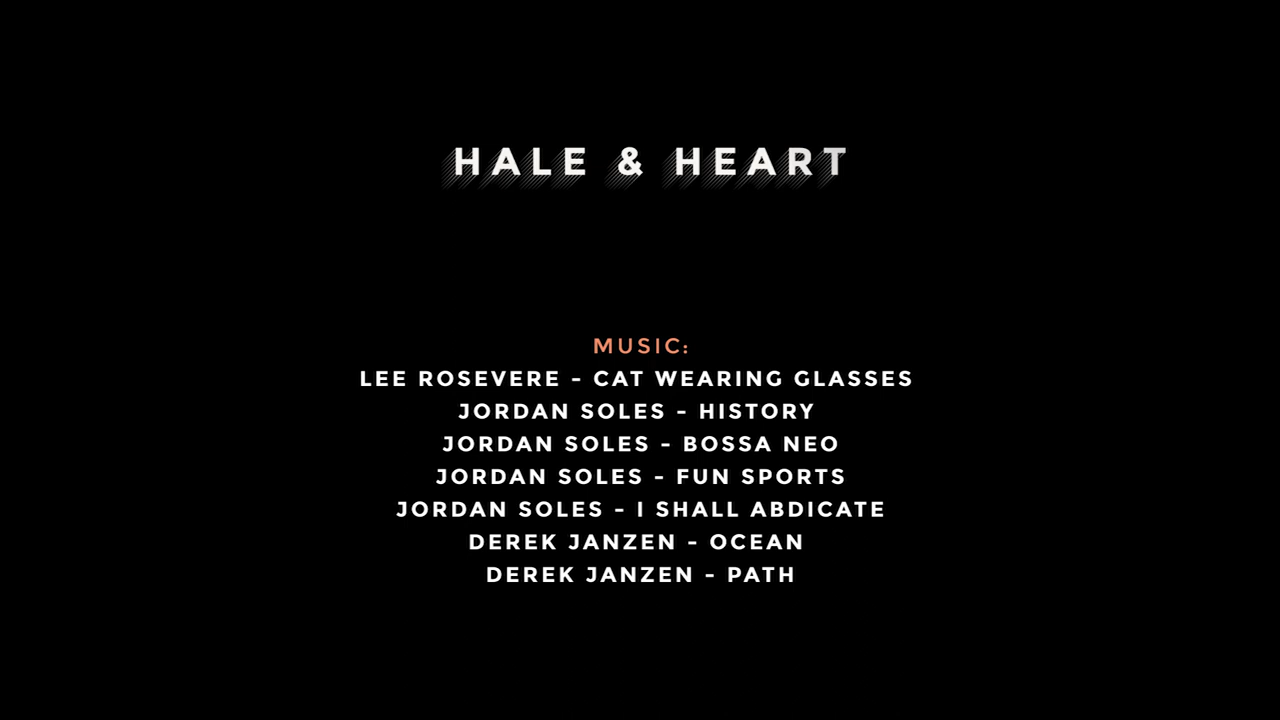 HALE & HEART
MUSIC:
LEE ROSEVERE - CAT WEARING GLASSES
JORDAN SOLES - HISTORY
JORDAN SOLES - BOSSA NEO
JORDAN SOLES - FUN SPORTS
JORDAN SOLES - I SHALL ABDICATE
DEREK JANZEN - OCEAN
DEREK JANZEN - PATH